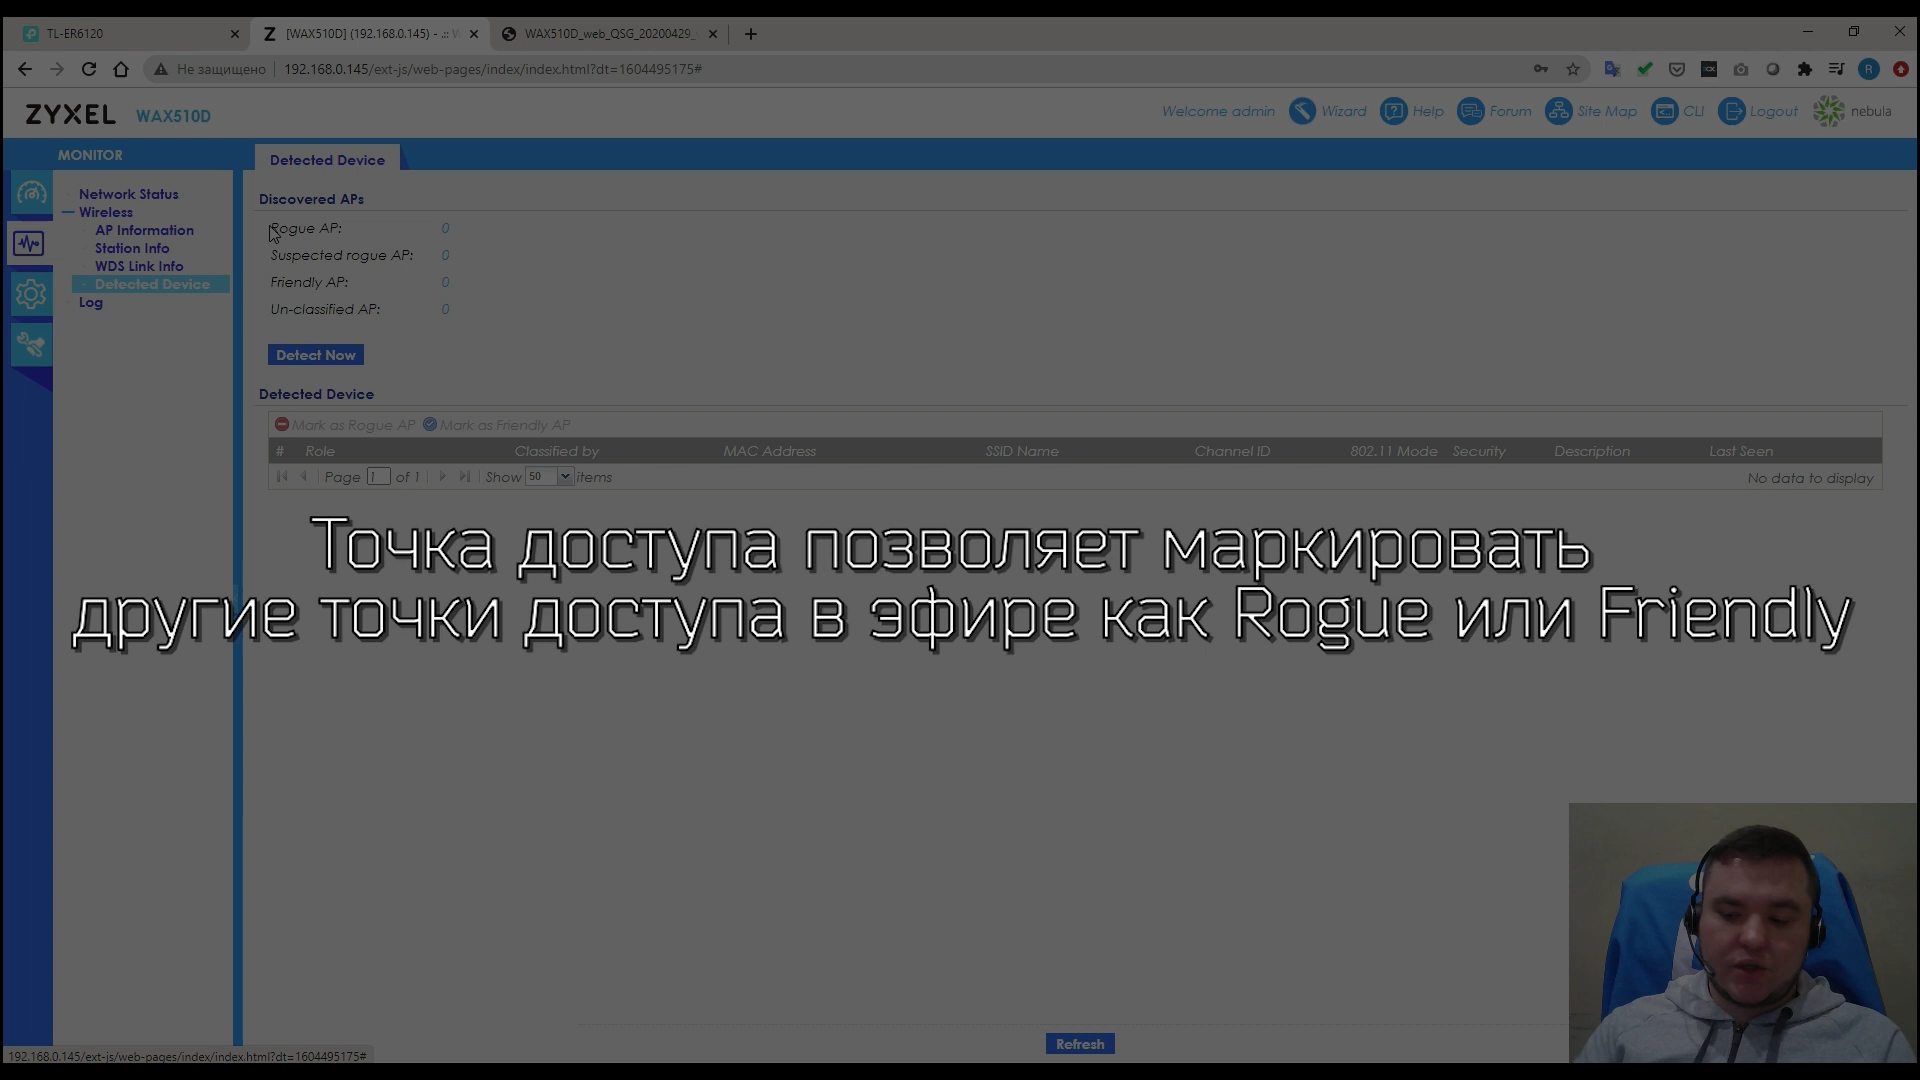 TL-ER6120
[WAX510D] (192.168.0.145) - .::
WAX510D_web_QSG_20200429_
Не защищено
192.168.0.145/ext-js/web-pages/index/index.html?dt=1604495175#
R
ZYXEL WAX510D
Welcome admin Wizard Help Forum Site Map CLI Logout nebula
MONITOR
Detected Device
Network Status
Wireless
AP Information
Station Info
WDS Link Info
Detected Device
Log
Discovered APs
Rogue AP: 0
Suspected rogue AP: 0
Friendly AP: 0
Un-classified AP: 0
Detect Now
Detected Device
Mark as Rogue AP Mark as Friendly AP
# Role Classified by MAC Address SSID Name Channel ID 802.11 Mode Security Description Last Seen
Page 1 of 1 Show 50 items No data to display
Точка доступа позволяет маркировать
другие точки доступа в эфире как Rogue или Friendly
Refresh
192.168.0.145/ext-js/web-pages/index/index.html?dt=1604495175#